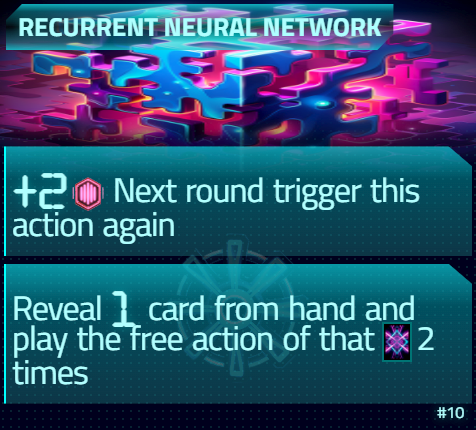 RECURRENT NEURAL NETWORK
+2 Next round trigger this
action again
Reveal 1 card from hand and
play the free action of that 2
times
#10